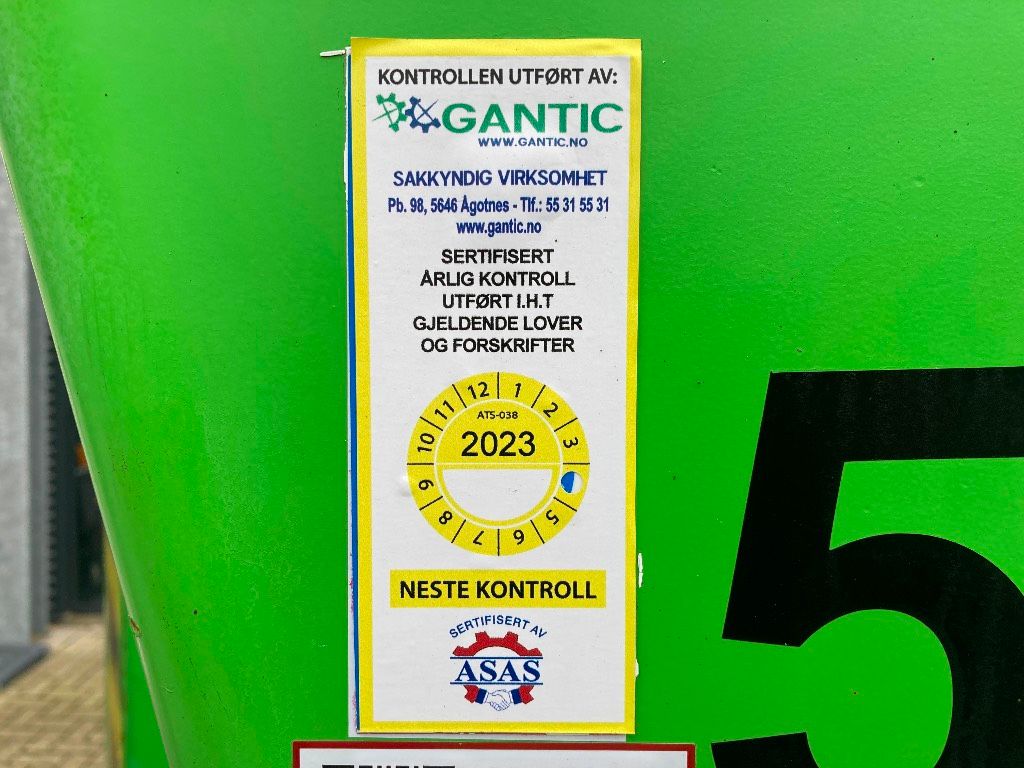 KONTROLLEN UTFØRT AV:
GANTIC
WWW.GANTIC.NO
SAKKYNDIG VIRKSOMHET
Pb. 98, 5646 Ågotnes - Tlf.: 55 31 55 31
www.gantic.no
SERTIFISERT
ÅRLIG KONTROLL
UTFØRT I.H.T
GJELDENDE LOVER
OG FORSKRIFTER
12 1 2 3 5 6 7 8 9 10 11
ATS-038
2023
NESTE KONTROLL
SERTIFISERT AV
ASAS
5